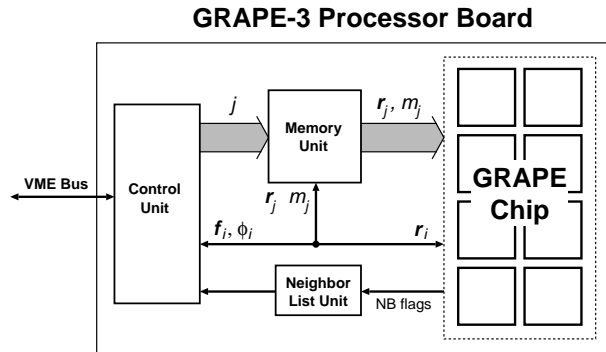 GRAPE-3 Processor Board
j
r_j, m_j
Memory
Unit
VME Bus
Control
Unit
GRAPE
Chip
r_j m_j
f_i, ϕ_i
r_i
Neighbor
List Unit
NB flags